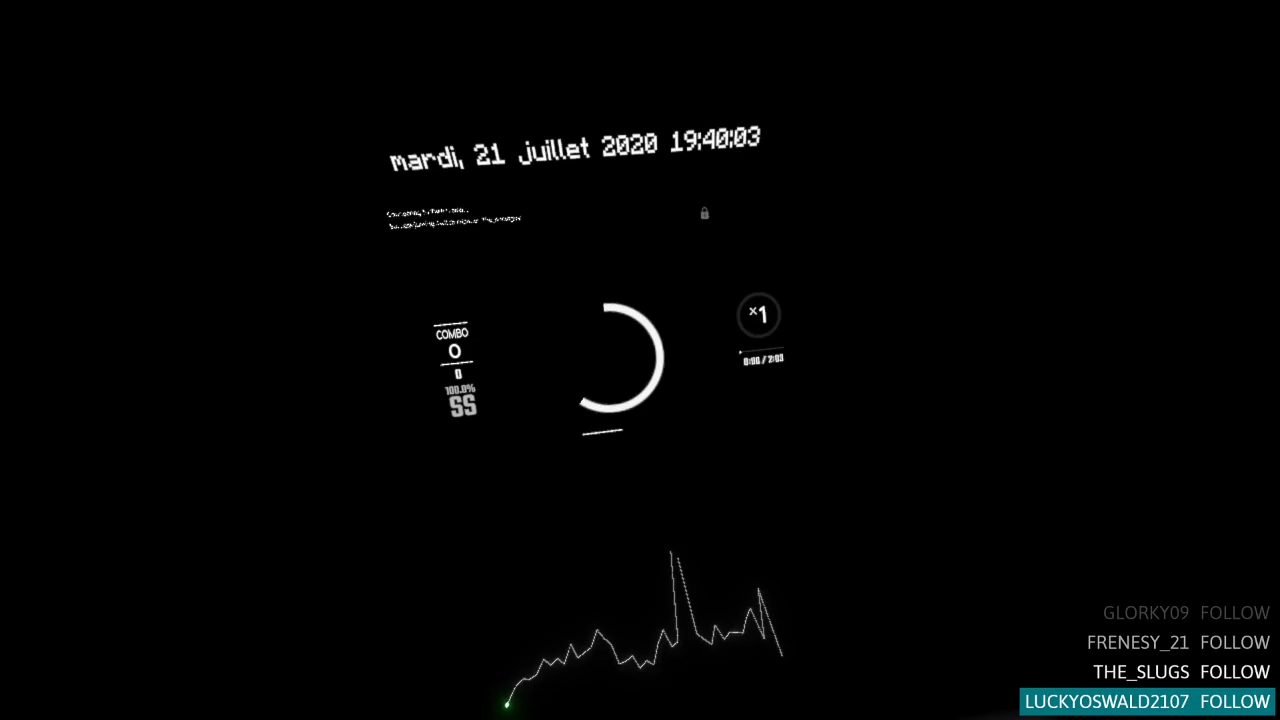 mardi, 21 juillet 2020 19:40:03
COMBO
0
0
100.0%
SS
x1
0:00 / 2:03
GLORKY09 FOLLOW
FRENESY_21 FOLLOW
THE_SLUGS FOLLOW
LUCKYOSWALD2107 FOLLOW